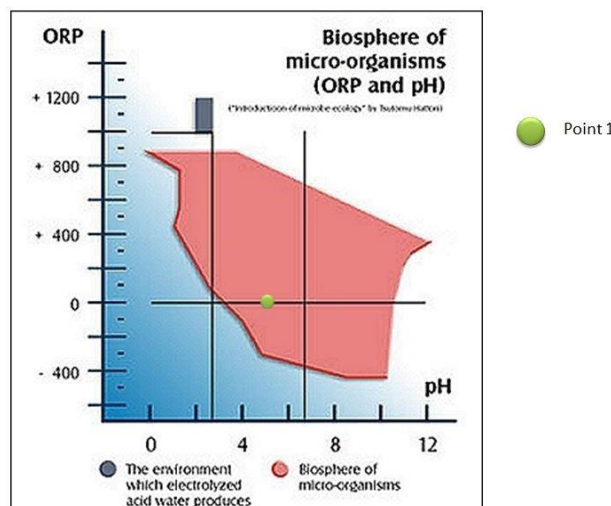 ORP
Biosphere of
micro-organisms
(ORP and pH)
("Introductioon of microbe ecology" by Tsutomu Hattori)
+ 1200
+ 800
+ 400
0
- 400
pH
0 4 8 12
The environment
which electrolyzed
acid water produces
Biosphere of
micro-organisms
Point 1